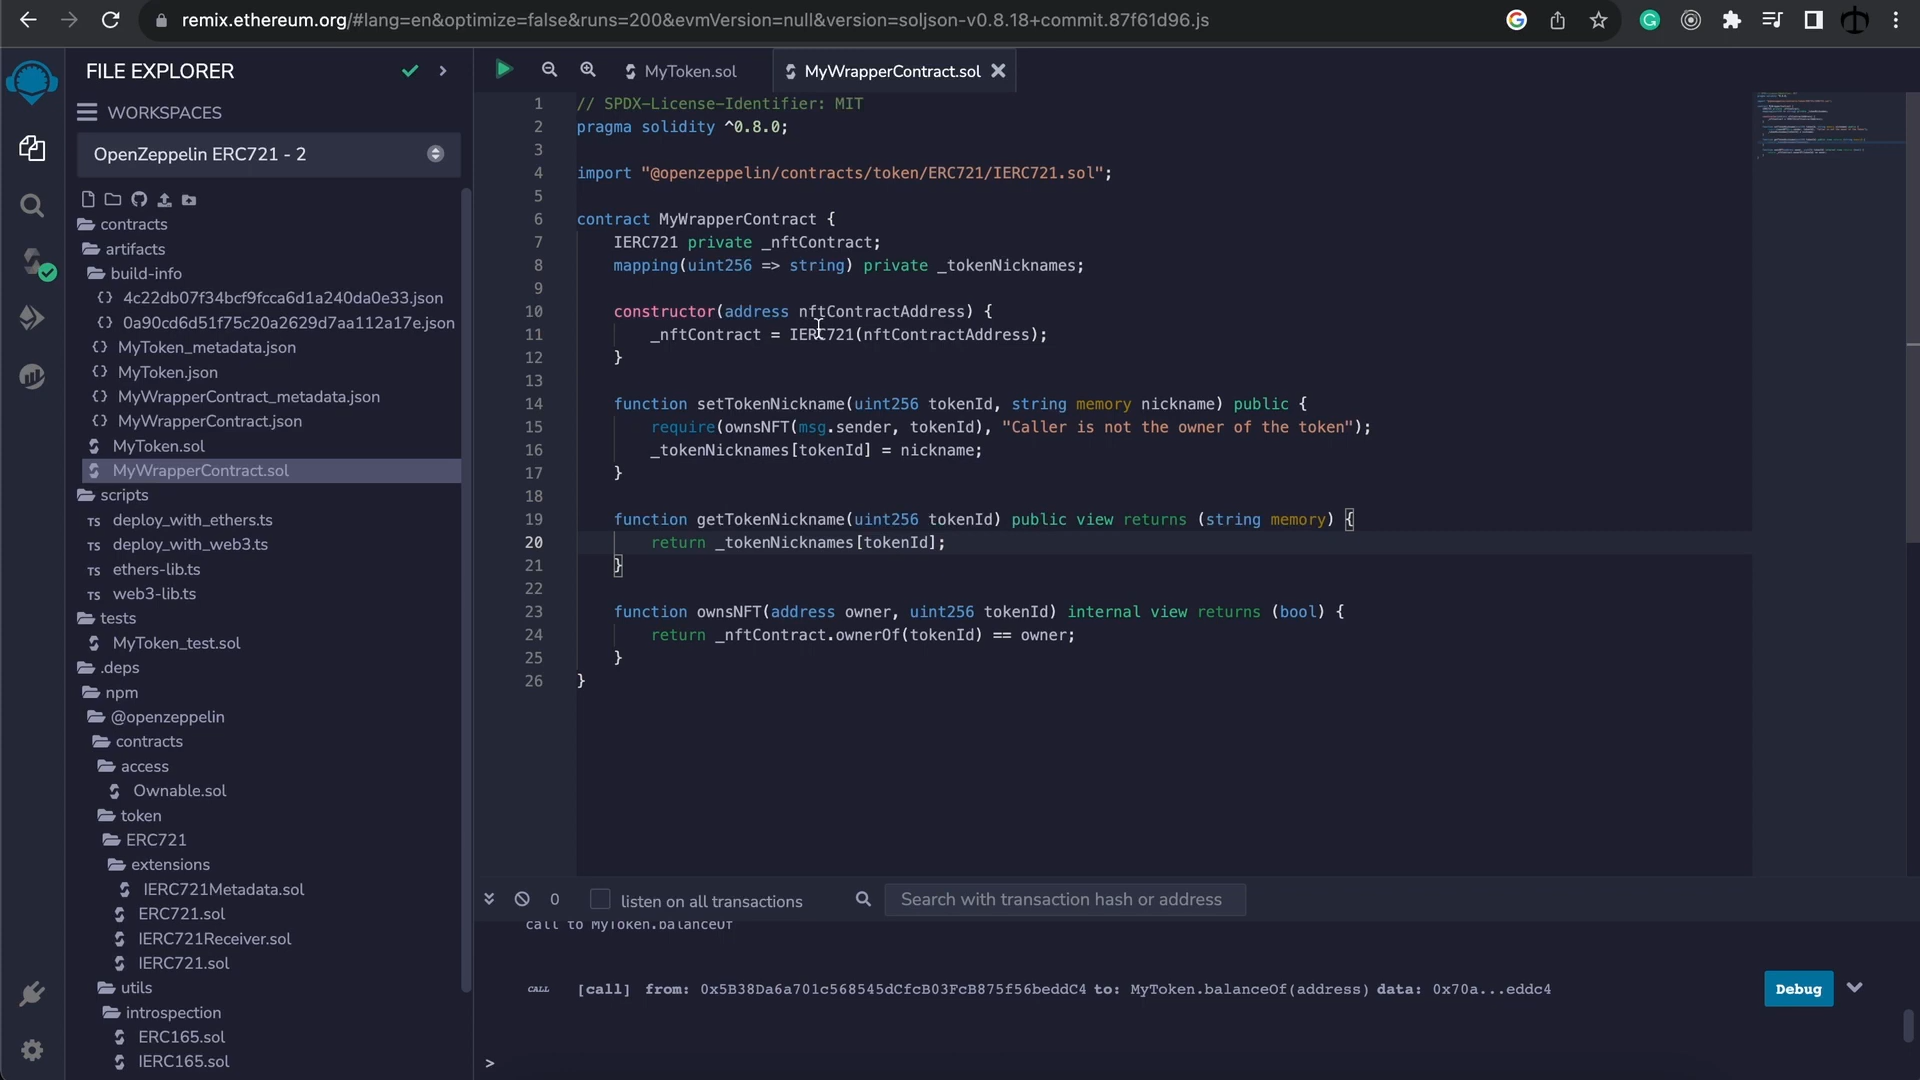 remix.ethereum.org/#lang=en&optimize=false&runs=200&evmVersion=null&version=soljson-v0.8.18+commit.87f61d96.js
FILE EXPLORER
WORKSPACES
OpenZeppelin ERC721 - 2
contracts
artifacts
build-info
4c22db07f34bcf9fcca6d1a240da0e33.json
0a90cd6d51f75c20a2629d7aa112a17e.json
MyToken_metadata.json
MyToken.json
MyWrapperContract_metadata.json
MyWrapperContract.json
MyToken.sol
MyWrapperContract.sol
scripts
TS deploy_with_ethers.ts
TS deploy_with_web3.ts
TS ethers-lib.ts
TS web3-lib.ts
tests
MyToken_test.sol
.deps
npm
@openzeppelin
contracts
access
Ownable.sol
token
ERC721
extensions
IERC721Metadata.sol
ERC721.sol
IERC721Receiver.sol
IERC721.sol
utils
introspection
ERC165.sol
IERC165.sol
MyToken.sol
MyWrapperContract.sol
1 // SPDX-License-Identifier: MIT
2 pragma solidity ^0.8.0;
3
4 import "@openzeppelin/contracts/token/ERC721/IERC721.sol";
5
6 contract MyWrapperContract {
7 IERC721 private _nftContract;
8 mapping(uint256 => string) private _tokenNicknames;
9
10 constructor(address nftContractAddress) {
11 _nftContract = IERC721(nftContractAddress);
12 }
13
14 function setTokenNickname(uint256 tokenId, string memory nickname) public {
15 require(ownsNFT(msg.sender, tokenId), "Caller is not the owner of the token");
16 _tokenNicknames[tokenId] = nickname;
17 }
18
19 function getTokenNickname(uint256 tokenId) public view returns (string memory) {
20 return _tokenNicknames[tokenId];
21 }
22
23 function ownsNFT(address owner, uint256 tokenId) internal view returns (bool) {
24 return _nftContract.ownerOf(tokenId) == owner;
25 }
26 }
0
listen on all transactions
Search with transaction hash or address
call to MyToken.balanceOf
CALL [call] from: 0x5B38Da6a701c568545dCfcB03FcB875f56beddC4 to: MyToken.balanceOf(address) data: 0x70a...eddc4
Debug
>